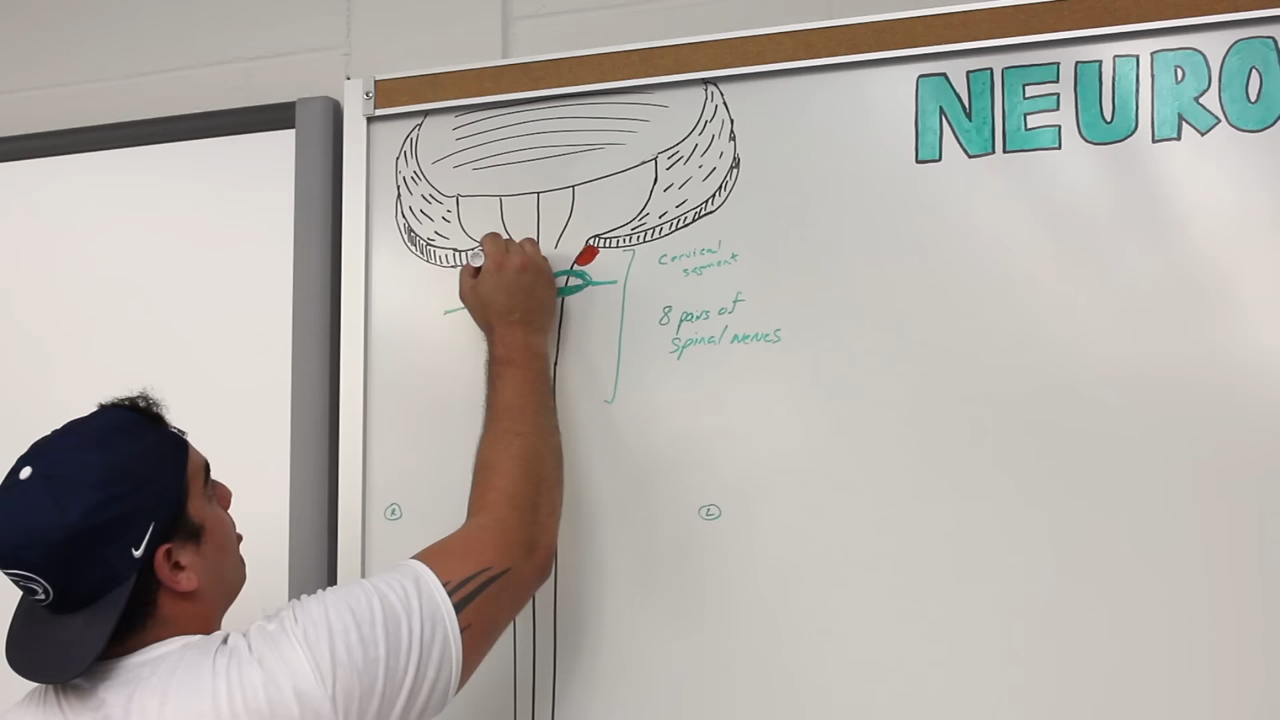 NEURO
Cervical
segment
8 pairs of
spinal nerves
R
L